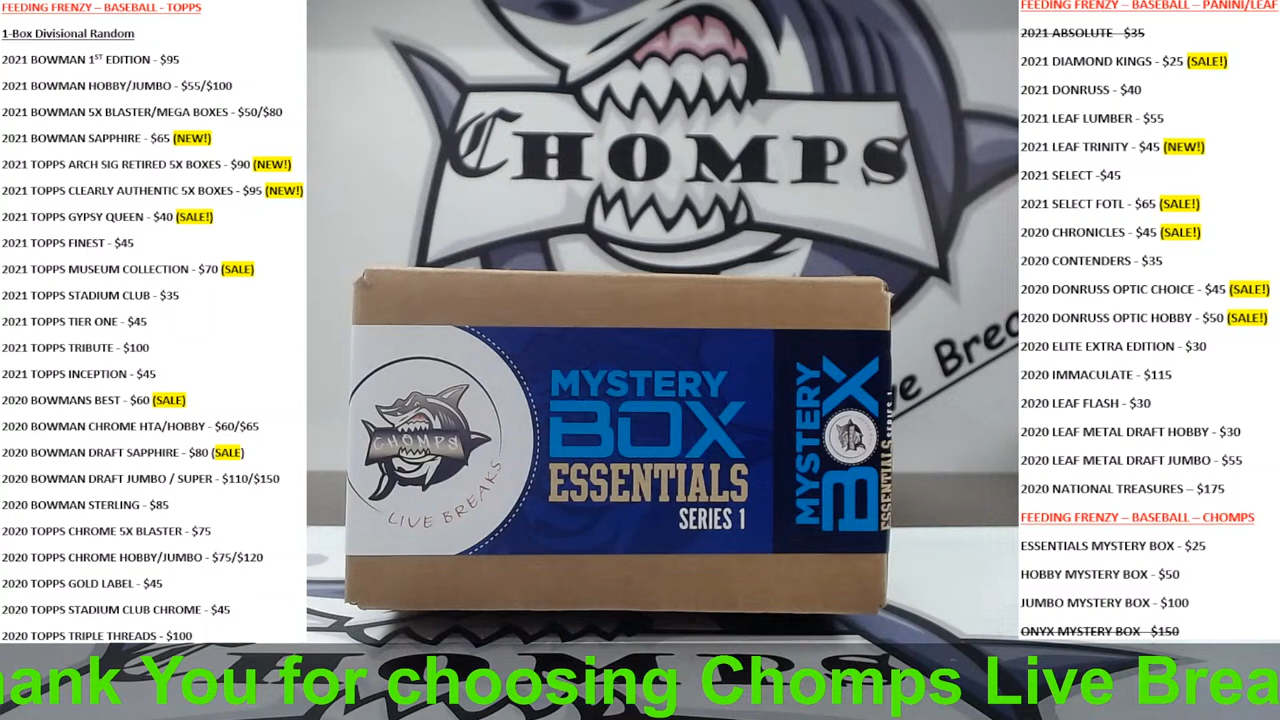 FEEDING FRENZY – BASEBALL - TOPPS
1-Box Divisional Random
2021 BOWMAN 1ST EDITION - $95
2021 BOWMAN HOBBY/JUMBO - $55/$100
2021 BOWMAN 5X BLASTER/MEGA BOXES - $50/$80
2021 BOWMAN SAPPHIRE - $65 (NEW!)
2021 TOPPS ARCH SIG RETIRED 5X BOXES - $90 (NEW!)
2021 TOPPS CLEARLY AUTHENTIC 5X BOXES - $95 (NEW!)
2021 TOPPS GYPSY QUEEN - $40 (SALE!)
2021 TOPPS FINEST - $45
2021 TOPPS MUSEUM COLLECTION - $70 (SALE)
2021 TOPPS STADIUM CLUB - $35
2021 TOPPS TIER ONE - $45
2021 TOPPS TRIBUTE - $100
2021 TOPPS INCEPTION - $45
2020 BOWMANS BEST - $60 (SALE)
2020 BOWMAN CHROME HTA/HOBBY - $60/$65
2020 BOWMAN DRAFT SAPPHIRE - $80 (SALE)
2020 BOWMAN DRAFT JUMBO / SUPER - $110/$150
2020 BOWMAN STERLING - $85
2020 TOPPS CHROME 5X BLASTER - $75
2020 TOPPS CHROME HOBBY/JUMBO - $75/$120
2020 TOPPS GOLD LABEL - $45
2020 TOPPS STADIUM CLUB CHROME - $45
2020 TOPPS TRIPLE THREADS - $100
CHOMPS
Live Brea
CHOMPS
LIVE BREAKS
MYSTERY
BOX
ESSENTIALS
SERIES 1
MYSTERY
BOX
ESSENTIALS
SERIES 1
CHOMPS
FEEDING FRENZY – BASEBALL – PANINI/LEAF
2021 ABSOLUTE - $35
2021 DIAMOND KINGS - $25 (SALE!)
2021 DONRUSS - $40
2021 LEAF LUMBER - $55
2021 LEAF TRINITY - $45 (NEW!)
2021 SELECT -$45
2021 SELECT FOTL - $65 (SALE!)
2020 CHRONICLES - $45 (SALE!)
2020 CONTENDERS - $35
2020 DONRUSS OPTIC CHOICE - $45 (SALE!)
2020 DONRUSS OPTIC HOBBY - $50 (SALE!)
2020 ELITE EXTRA EDITION - $30
2020 IMMACULATE - $115
2020 LEAF FLASH - $30
2020 LEAF METAL DRAFT HOBBY - $30
2020 LEAF METAL DRAFT JUMBO - $55
2020 NATIONAL TREASURES – $175
FEEDING FRENZY – BASEBALL – CHOMPS
ESSENTIALS MYSTERY BOX - $25
HOBBY MYSTERY BOX - $50
JUMBO MYSTERY BOX - $100
ONYX MYSTERY BOX - $150
hank You for choosing Chomps Live Brea